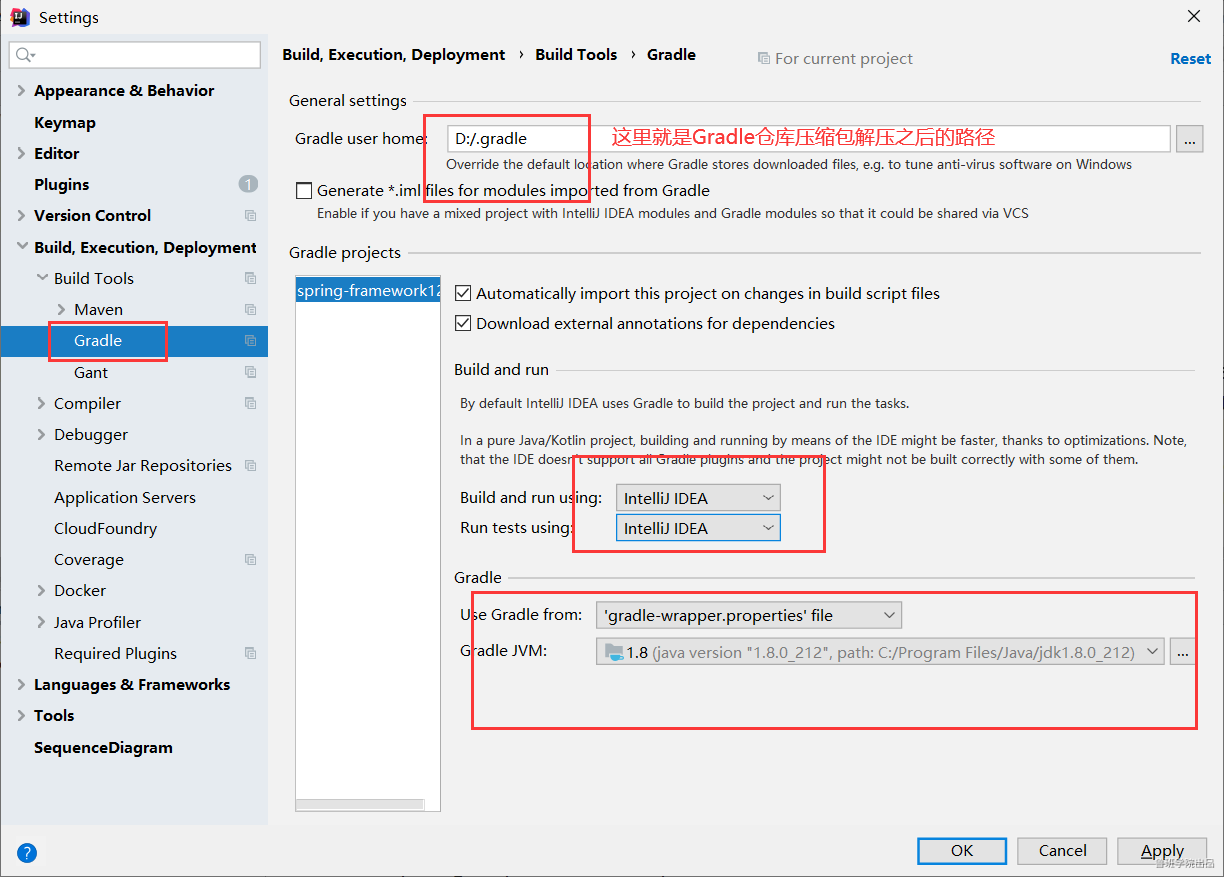 Settings
Build, Execution, Deployment › Build Tools › Gradle
For current project
Reset
Appearance & Behavior
Keymap
Editor
Plugins
1
Version Control
Build, Execution, Deployment
Build Tools
Maven
Gradle
Gant
Compiler
Debugger
Remote Jar Repositories
Application Servers
CloudFoundry
Coverage
Docker
Java Profiler
Required Plugins
Languages & Frameworks
Tools
SequenceDiagram
General settings
Gradle user home:
D:/.gradle
这里就是Gradle仓库压缩包解压之后的路径
...
Override the default location where Gradle stores downloaded files, e.g. to tune anti-virus software on Windows
Generate *.iml files for modules imported from Gradle
Enable if you have a mixed project with IntelliJ IDEA modules and Gradle modules so that it could be shared via VCS
Gradle projects
spring-framework12
Automatically import this project on changes in build script files
Download external annotations for dependencies
Build and run
By default IntelliJ IDEA uses Gradle to build the project and run the tasks.
In a pure Java/Kotlin project, building and running by means of the IDE might be faster, thanks to optimizations. Note,
that the IDE doesn't support all Gradle plugins and the project might not be built correctly with some of them.
Build and run using: IntelliJ IDEA
Run tests using: IntelliJ IDEA
Gradle
Use Gradle from: 'gradle-wrapper.properties' file
Gradle JVM: 1.8 (java version "1.8.0_212", path: C:/Program Files/Java/jdk1.8.0_212) ...
?
OK
Cancel
Apply
鲁班学院出品